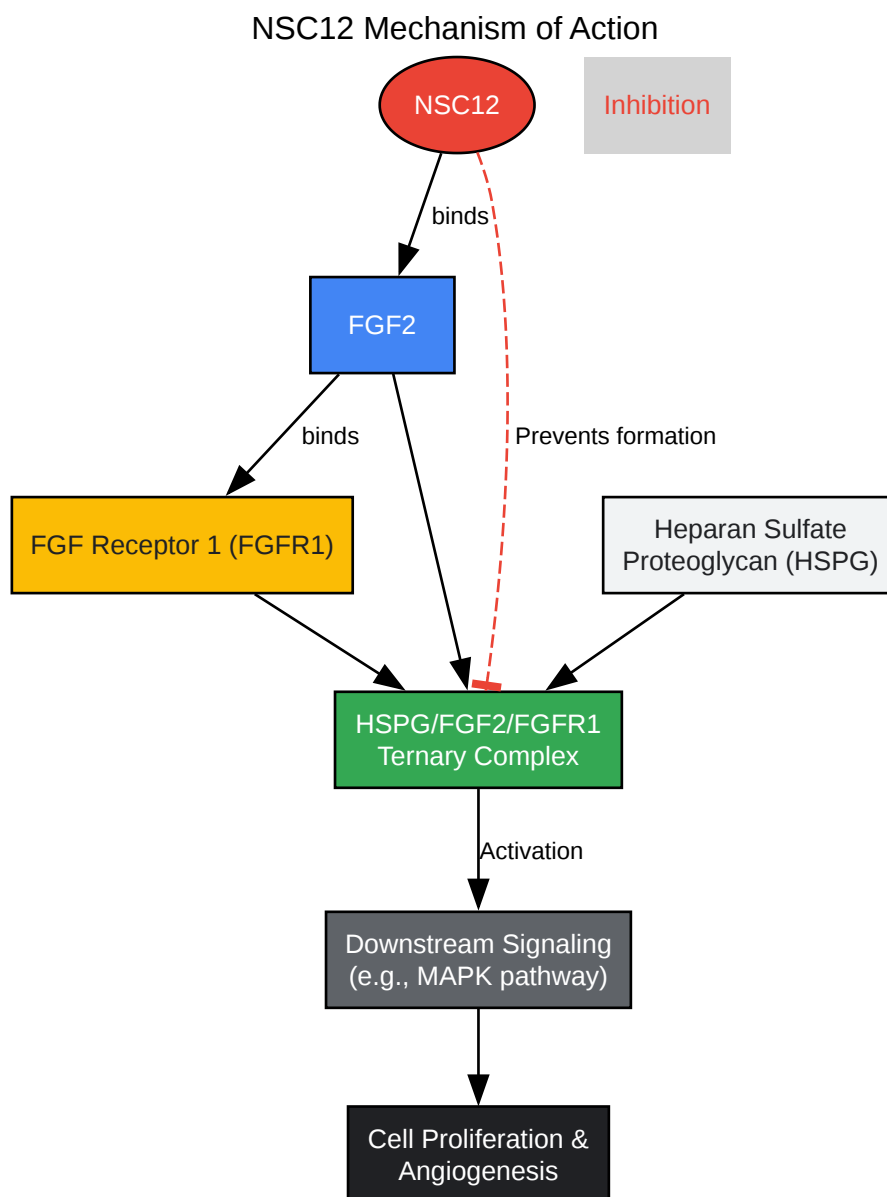 NSC12 Mechanism of Action
NSC12
Inhibition
binds
FGF2
binds
Prevents formation
FGF Receptor 1 (FGFR1)
Heparan Sulfate
Proteoglycan (HSPG)
HSPG/FGF2/FGFR1
Ternary Complex
Activation
Downstream Signaling
(e.g., MAPK pathway)
Cell Proliferation &
Angiogenesis